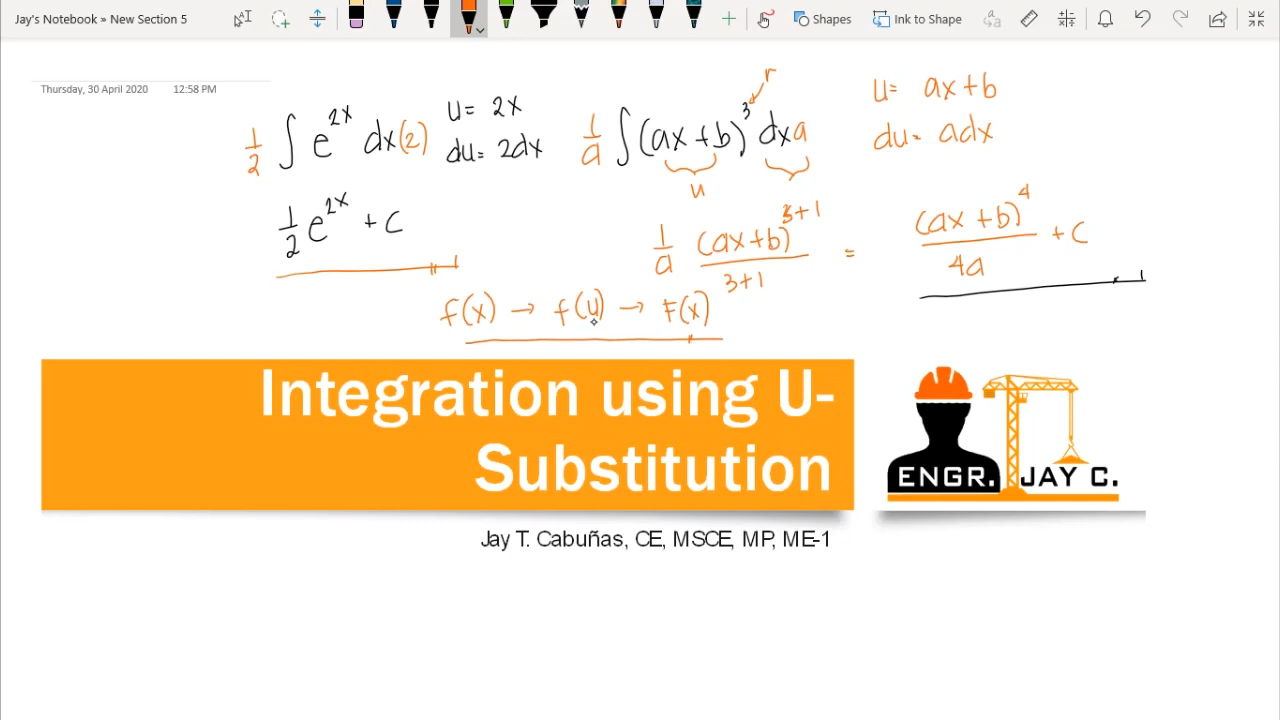 Jay's Notebook » New Section 5
Shapes
Ink to Shape
Thursday, 30 April 2020 12:58 PM
1/2 ∫ e^{2x} dx(2)
u = 2x
du = 2dx
1/2 e^{2x} + C
1/a ∫ (ax + b)^3 dx a
r
u
u = ax + b
du = adx
1/a (ax+b)^{3+1}/(3+1) = (ax + b)^4/4a + C
f(x) → f(u) → F(x)
Integration using U-
Substitution
ENGR. JAY C.
Jay T. Cabuñas, CE, MSCE, MP, ME-1